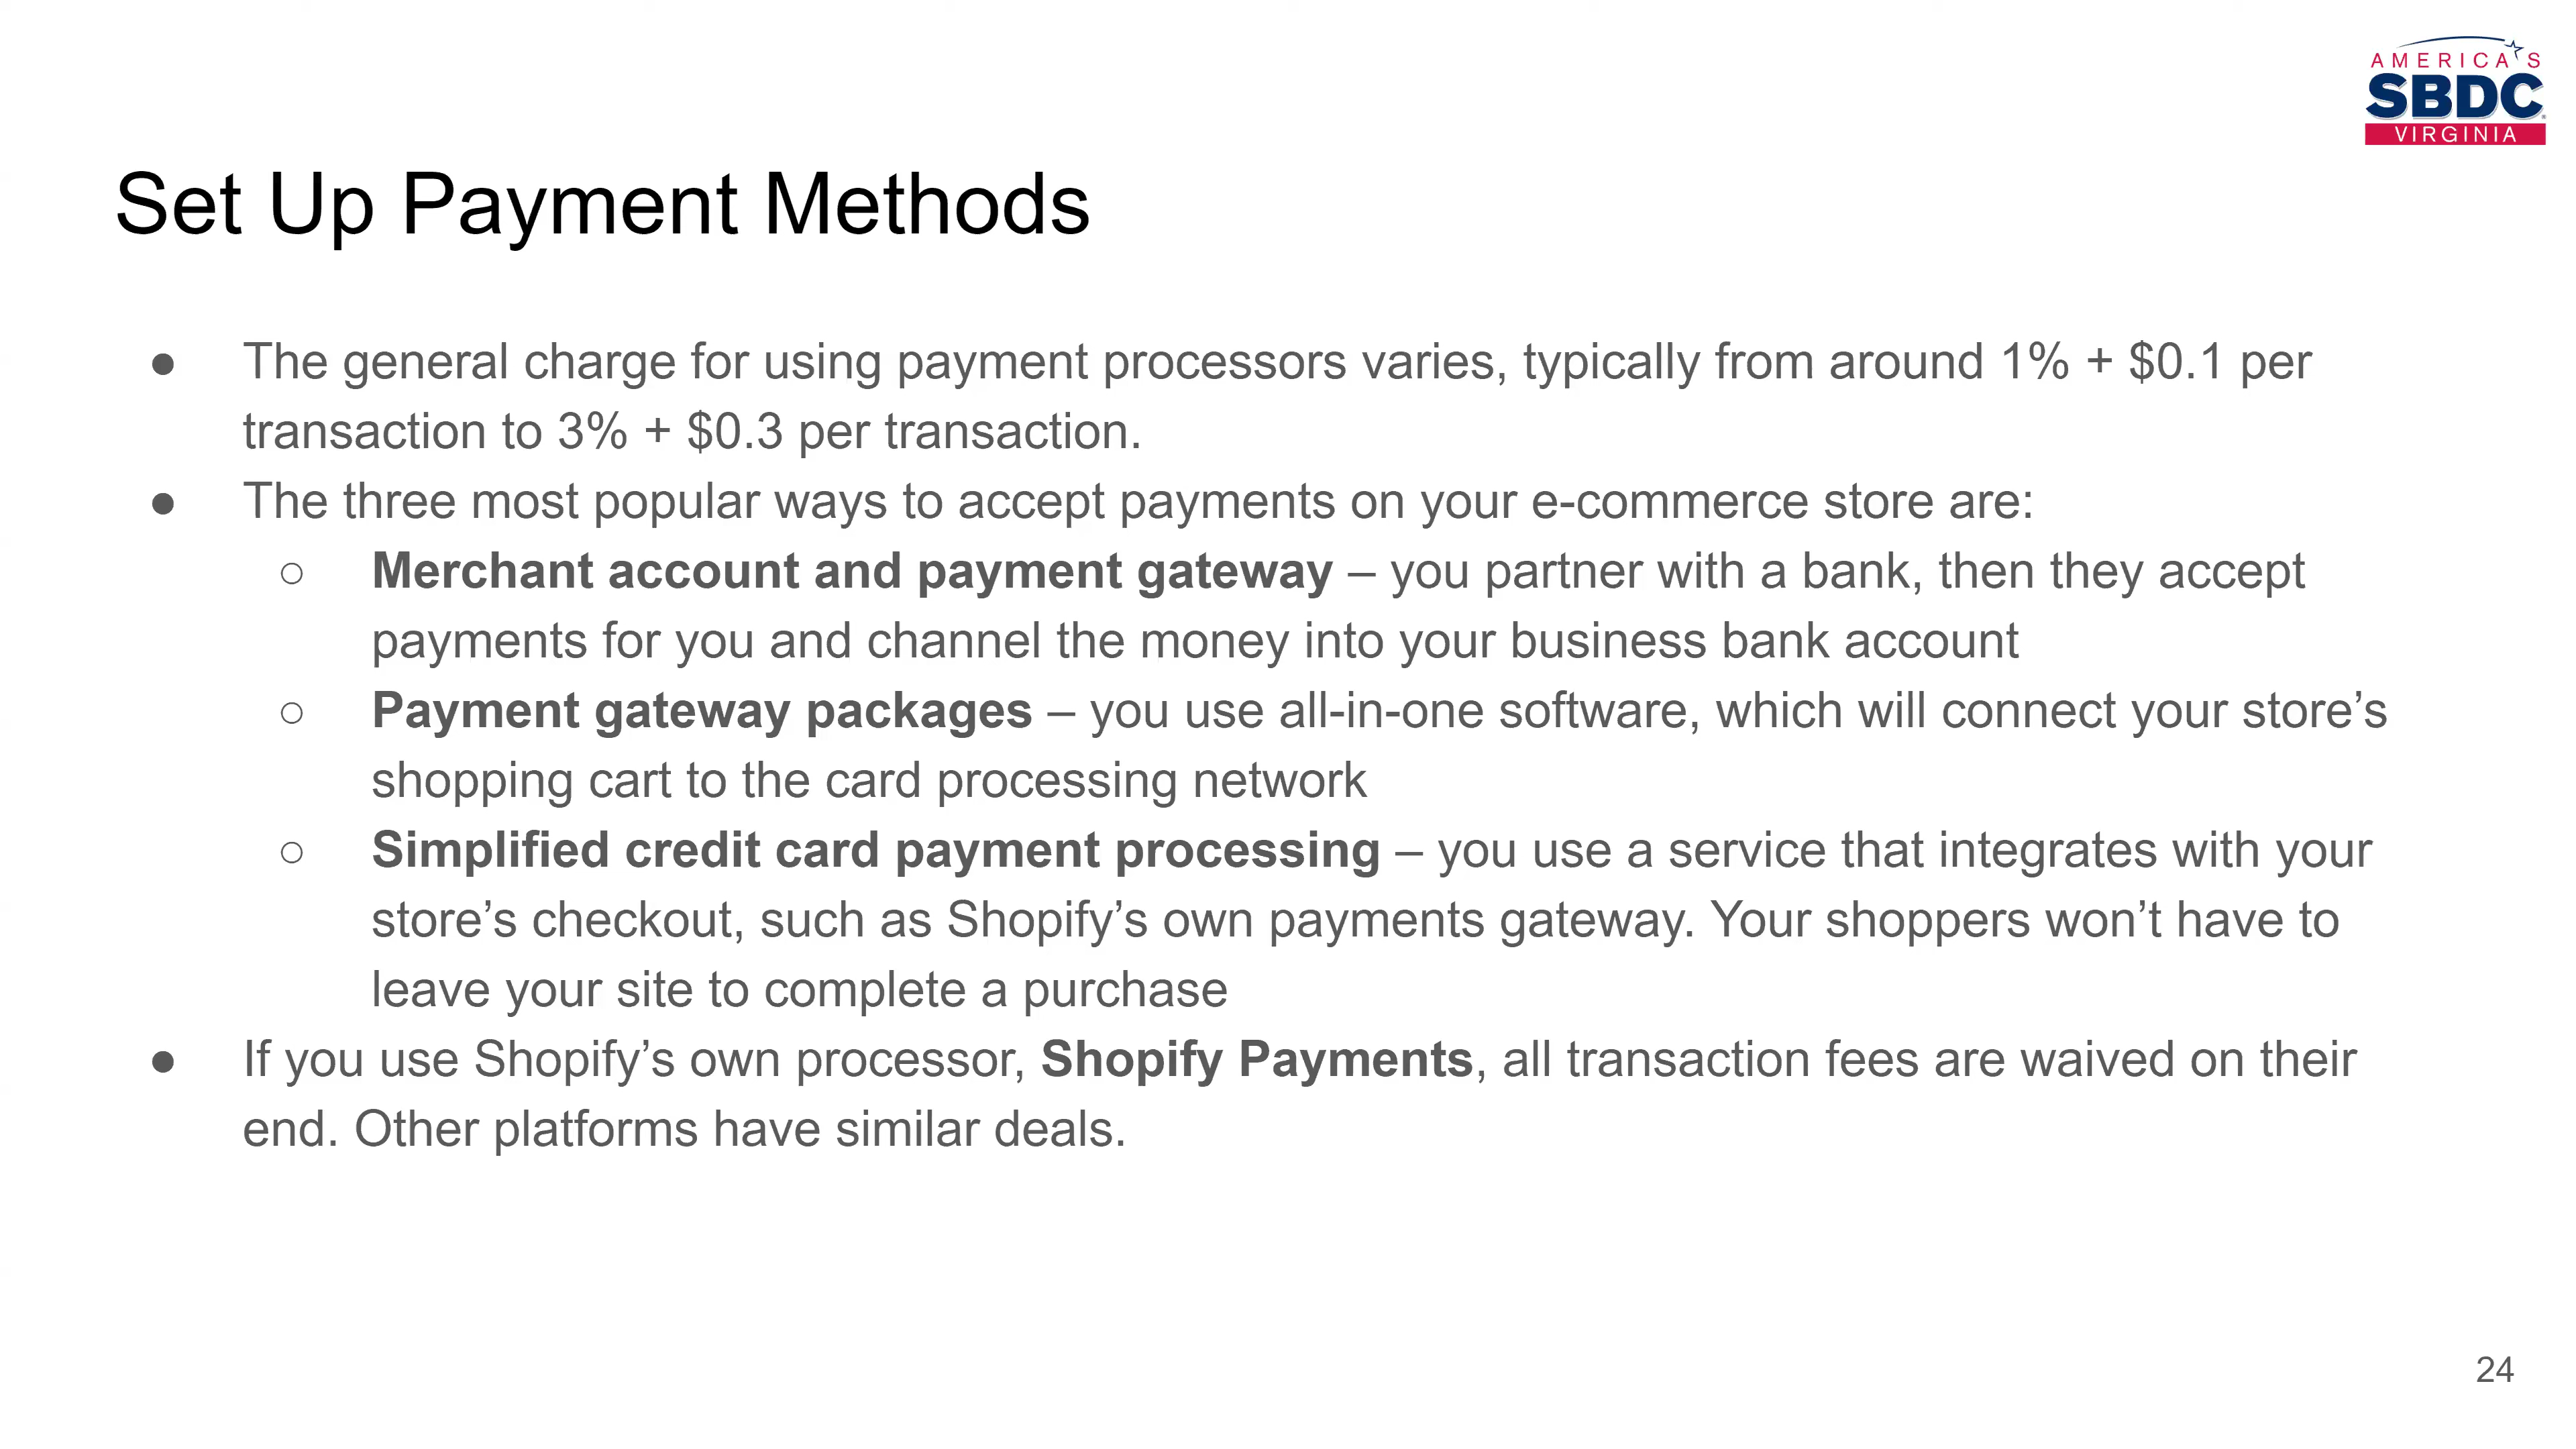 AMERICA'S
SBDC
VIRGINIA
Set Up Payment Methods
● The general charge for using payment processors varies, typically from around 1% + $0.1 per
transaction to 3% + $0.3 per transaction.
● The three most popular ways to accept payments on your e-commerce store are:
○ Merchant account and payment gateway – you partner with a bank, then they accept
payments for you and channel the money into your business bank account
○ Payment gateway packages – you use all-in-one software, which will connect your store’s
shopping cart to the card processing network
○ Simplified credit card payment processing – you use a service that integrates with your
store’s checkout, such as Shopify’s own payments gateway. Your shoppers won’t have to
leave your site to complete a purchase
● If you use Shopify’s own processor, Shopify Payments, all transaction fees are waived on their
end. Other platforms have similar deals.
24